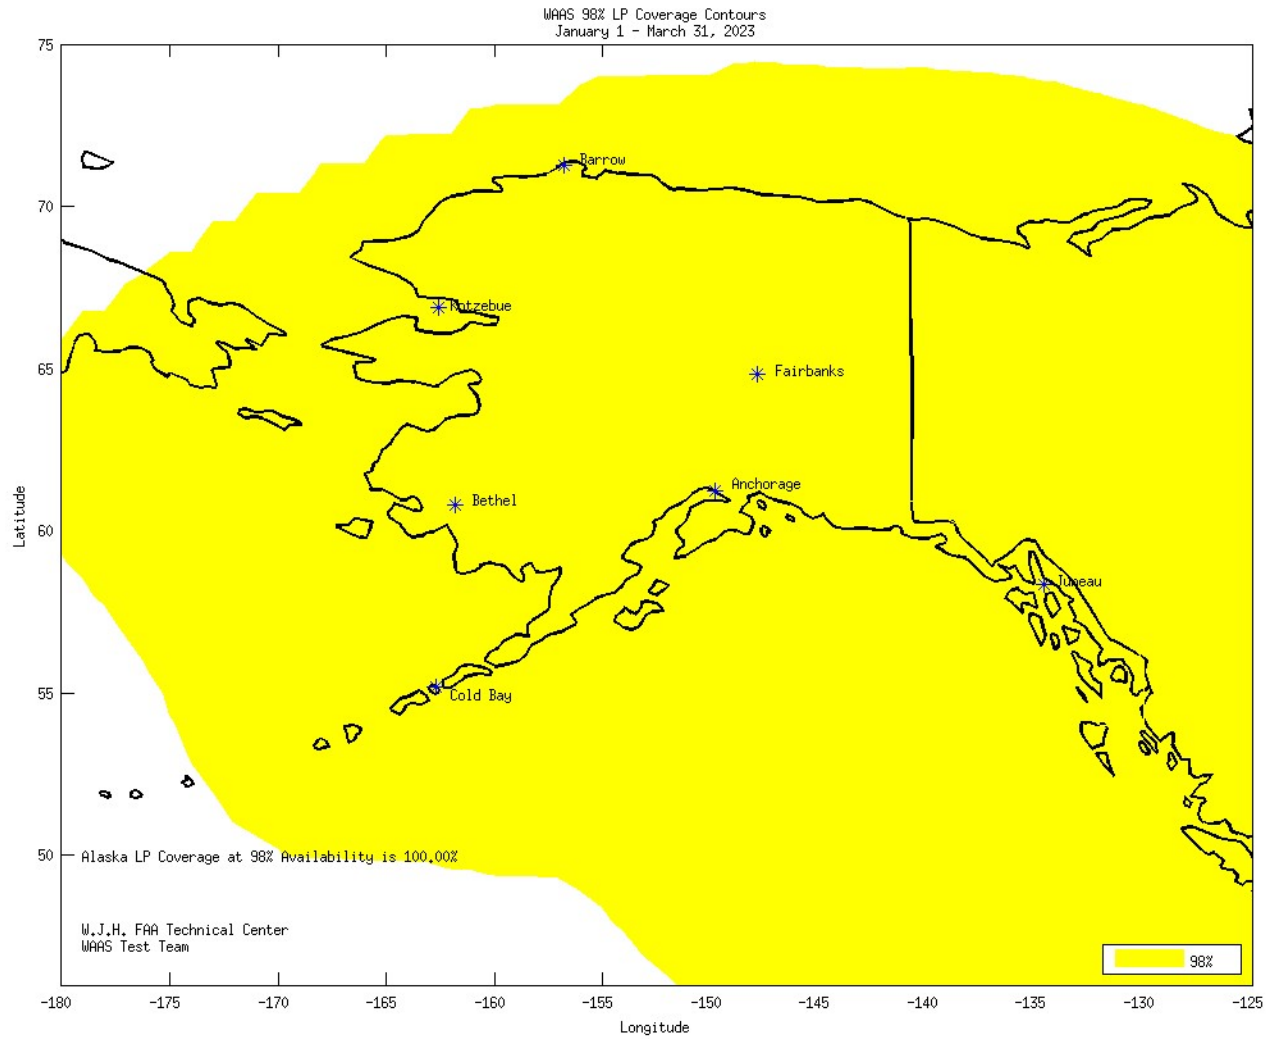 WAAS 98% LP Coverage Contours
January 1 - March 31, 2023
75
Barrow
70
Kotzebue
65
Fairbanks
Anchorage
Bethel
60
Latitude
Juneau
55
Cold Bay
50
Alaska LP Coverage at 98% Availability is 100.00%
W.J.H. FAA Technical Center
WAAS Test Team
98%
-180 -175 -170 -165 -160 -155 -150 -145 -140 -135 -130 -125
Longitude